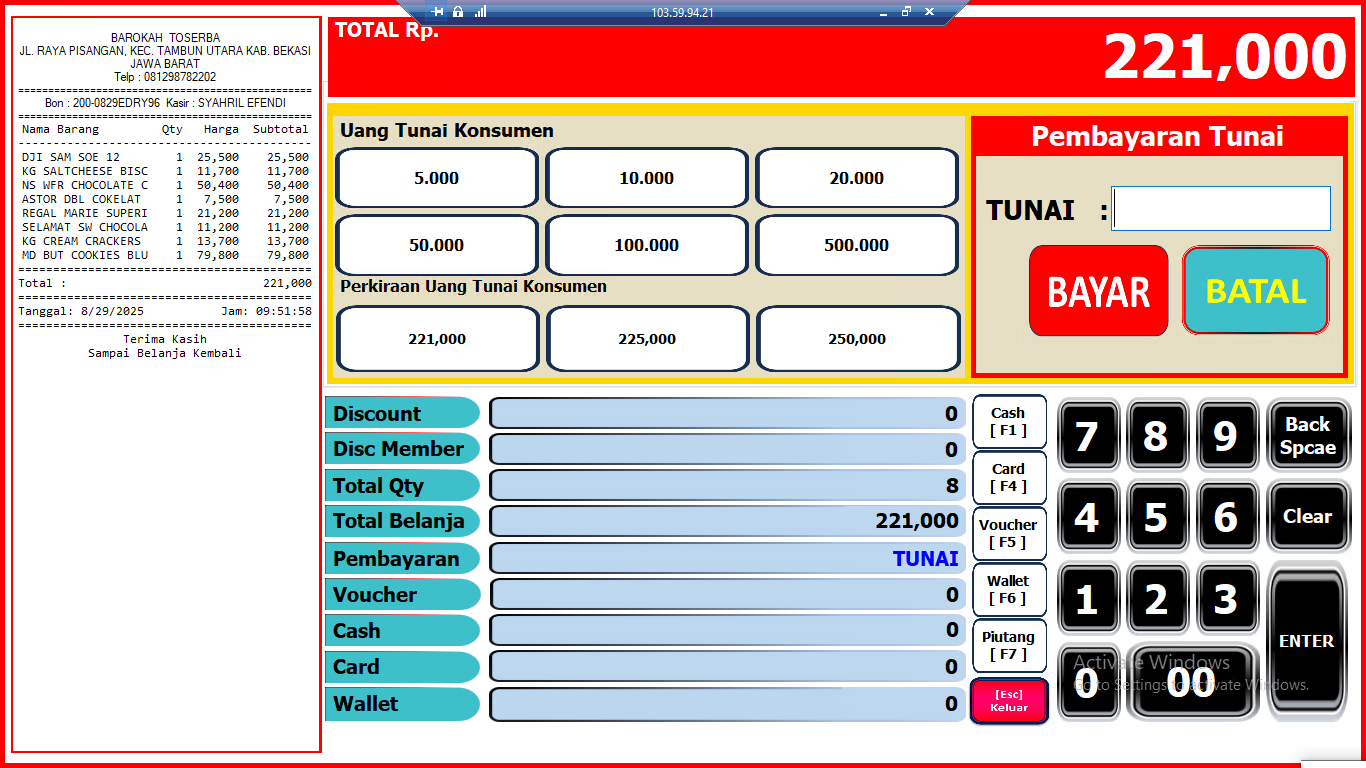 103.59.94.21
BAROKAH TOSERBA
JL. RAYA PISANGAN, KEC. TAMBUN UTARA KAB. BEKASI
JAWA BARAT
Telp : 081298782202
==========================================
Bon : 200-0829EDRY96 Kasir : SYAHRIL EFENDI
==========================================
Nama Barang Qty Harga Subtotal
------------------------------------------
DJI SAM SOE 12 1 25,500 25,500
KG SALTCHEESE BISC 1 11,700 11,700
NS WFR CHOCOLATE C 1 50,400 50,400
ASTOR DBL COKELAT 1 7,500 7,500
REGAL MARIE SUPERI 1 21,200 21,200
SELAMAT SW CHOCOLA 1 11,200 11,200
KG CREAM CRACKERS 1 13,700 13,700
MD BUT COOKIES BLU 1 79,800 79,800
==========================================
Total : 221,000
==========================================
Tanggal: 8/29/2025 Jam: 09:51:58
==========================================
Terima Kasih
Sampai Belanja Kembali
TOTAL Rp.
221,000
Uang Tunai Konsumen
5.000 10.000 20.000
50.000 100.000 500.000
Perkiraan Uang Tunai Konsumen
221,000 225,000 250,000
Pembayaran Tunai
TUNAI :
BAYAR BATAL
Discount 0
Disc Member 0
Total Qty 8
Total Belanja 221,000
Pembayaran TUNAI
Voucher 0
Cash 0
Card 0
Wallet 0
Cash
[ F1 ]
Card
[ F4 ]
Voucher
[ F5 ]
Wallet
[ F6 ]
Piutang
[ F7 ]
[Esc]
Keluar
7 8 9 Back
Spcae
4 5 6 Clear
1 2 3
ENTER
0 00
Activate Windows
Go to Settings to activate Windows.